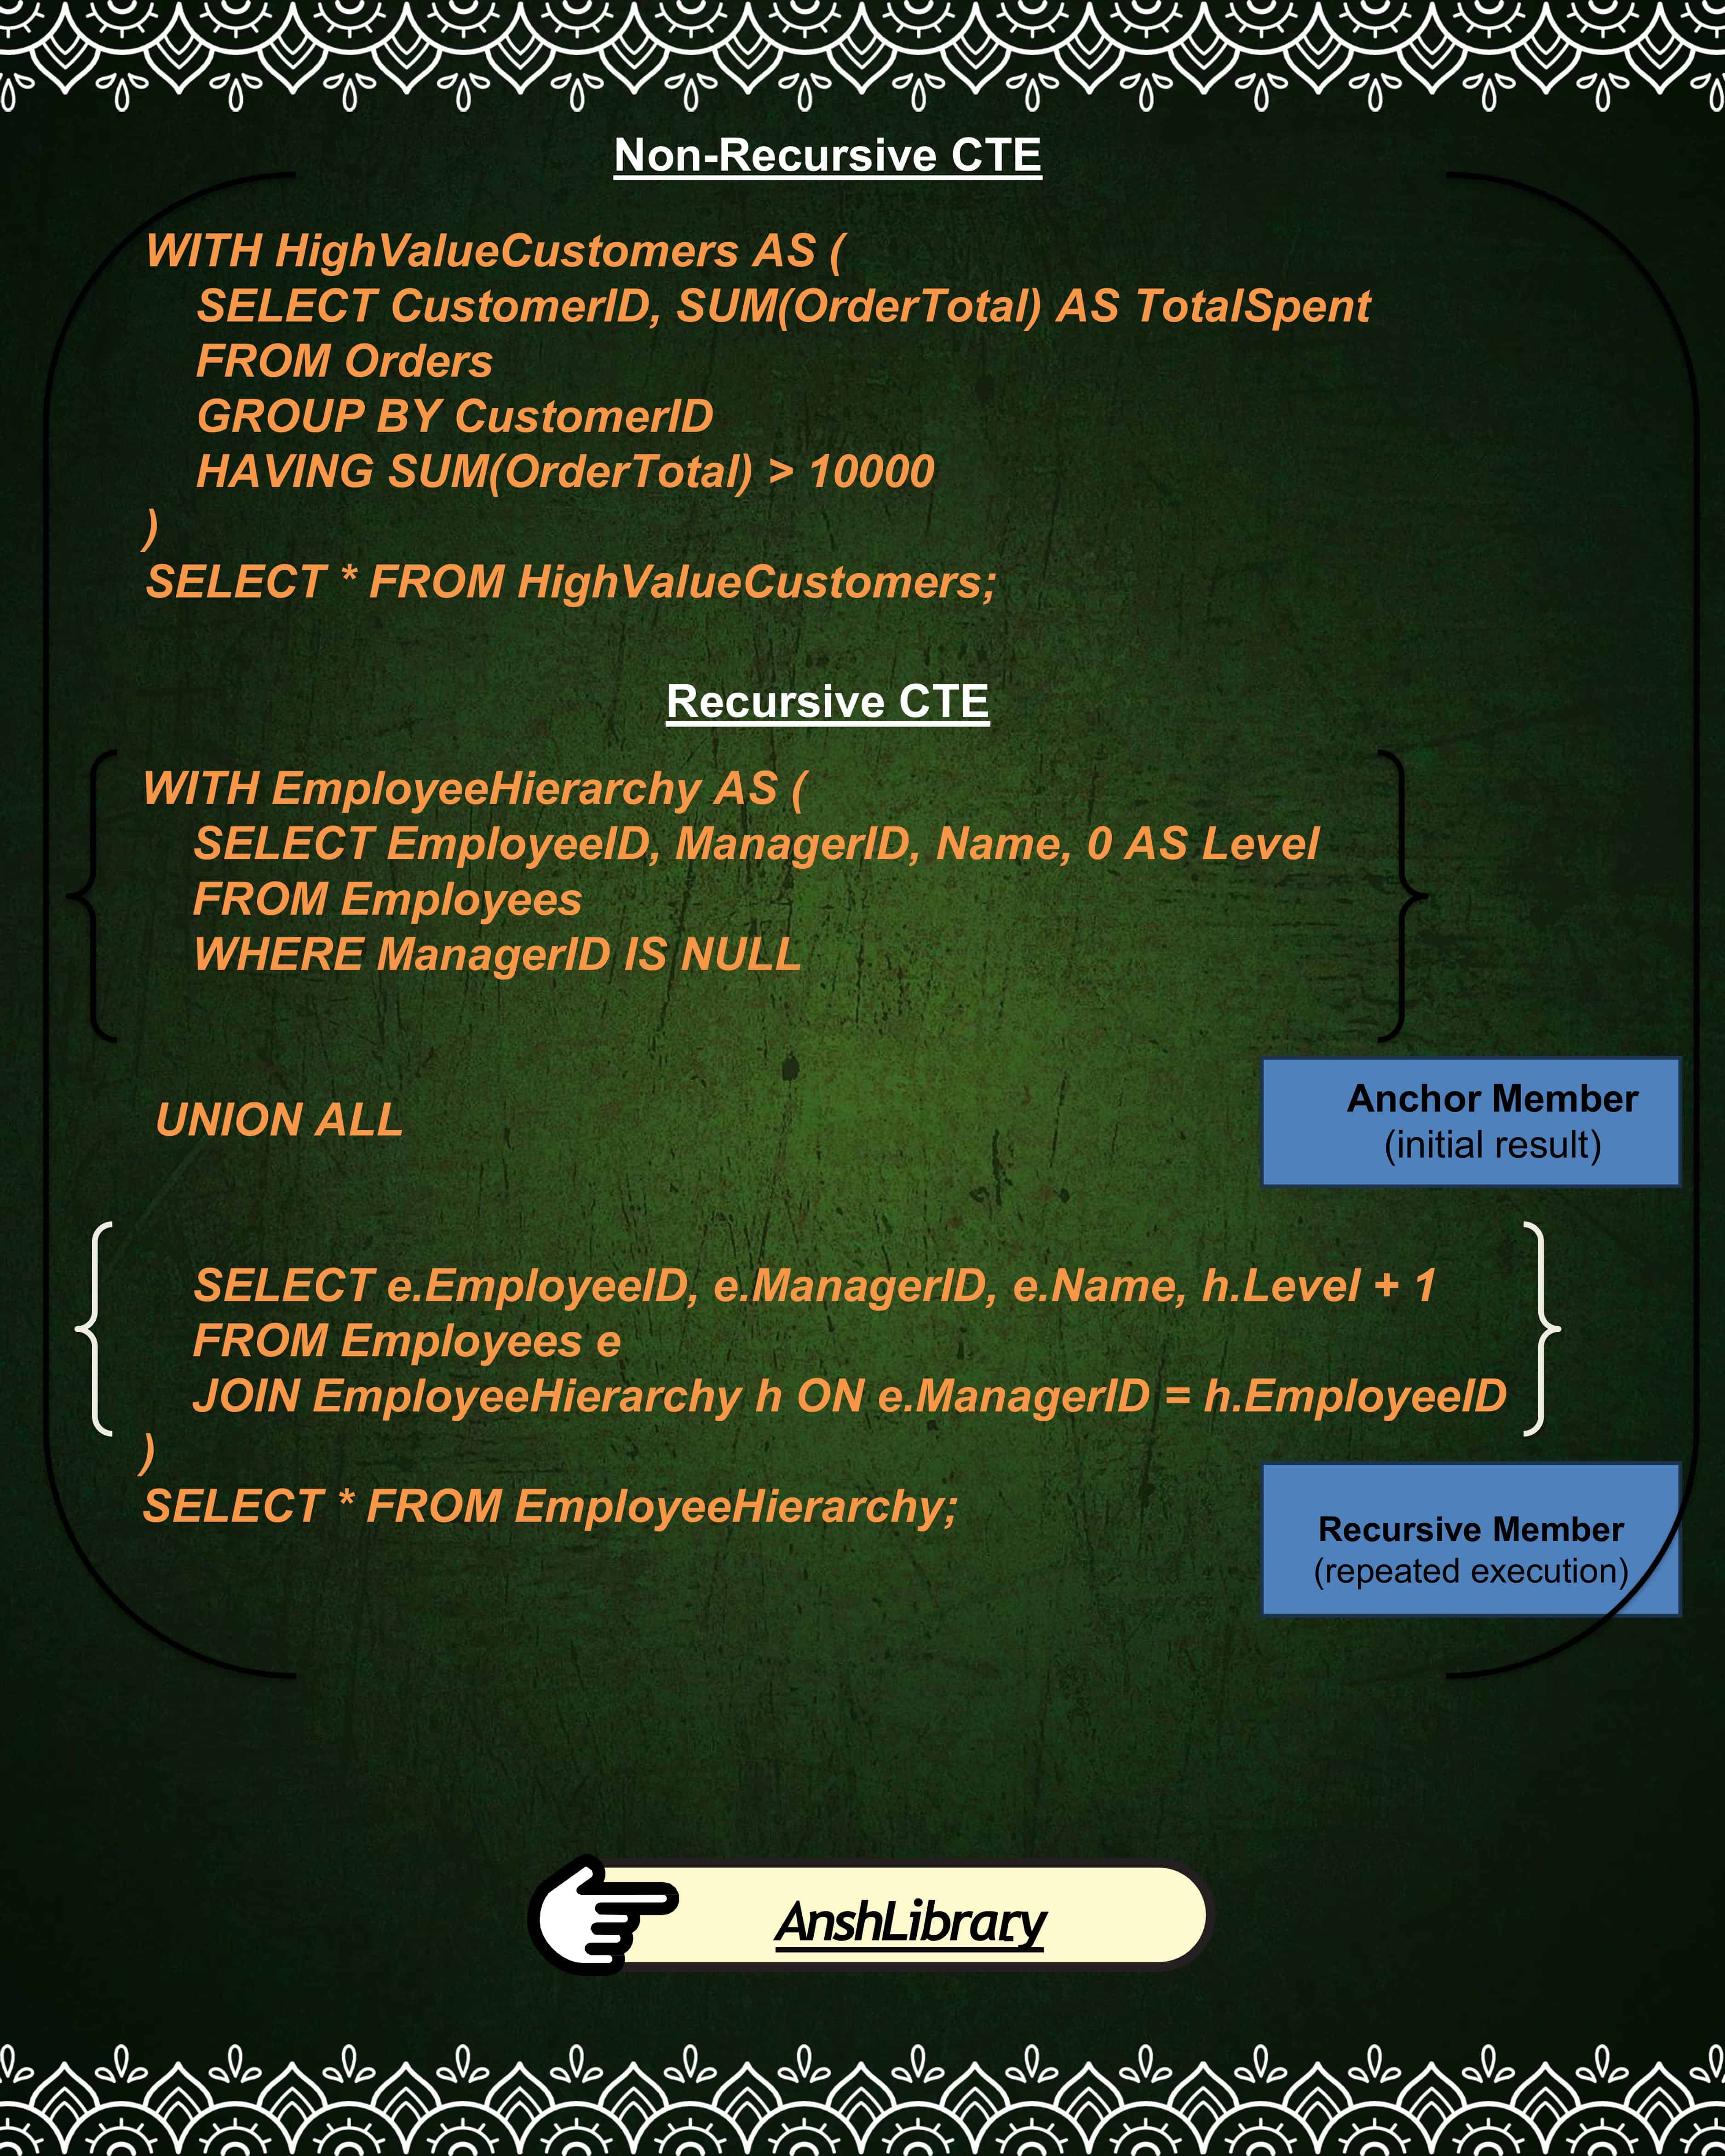 Non-Recursive CTE
WITH HighValueCustomers AS (
SELECT CustomerID, SUM(OrderTotal) AS TotalSpent
FROM Orders
GROUP BY CustomerID
HAVING SUM(OrderTotal) > 10000
)
SELECT * FROM HighValueCustomers;
Recursive CTE
WITH EmployeeHierarchy AS (
SELECT EmployeeID, ManagerID, Name, 0 AS Level
FROM Employees
WHERE ManagerID IS NULL
Anchor Member
(initial result)
UNION ALL
SELECT e.EmployeeID, e.ManagerID, e.Name, h.Level + 1
FROM Employees e
JOIN EmployeeHierarchy h ON e.ManagerID = h.EmployeeID
)
SELECT * FROM EmployeeHierarchy;
Recursive Member
(repeated execution)
AnshLibrary